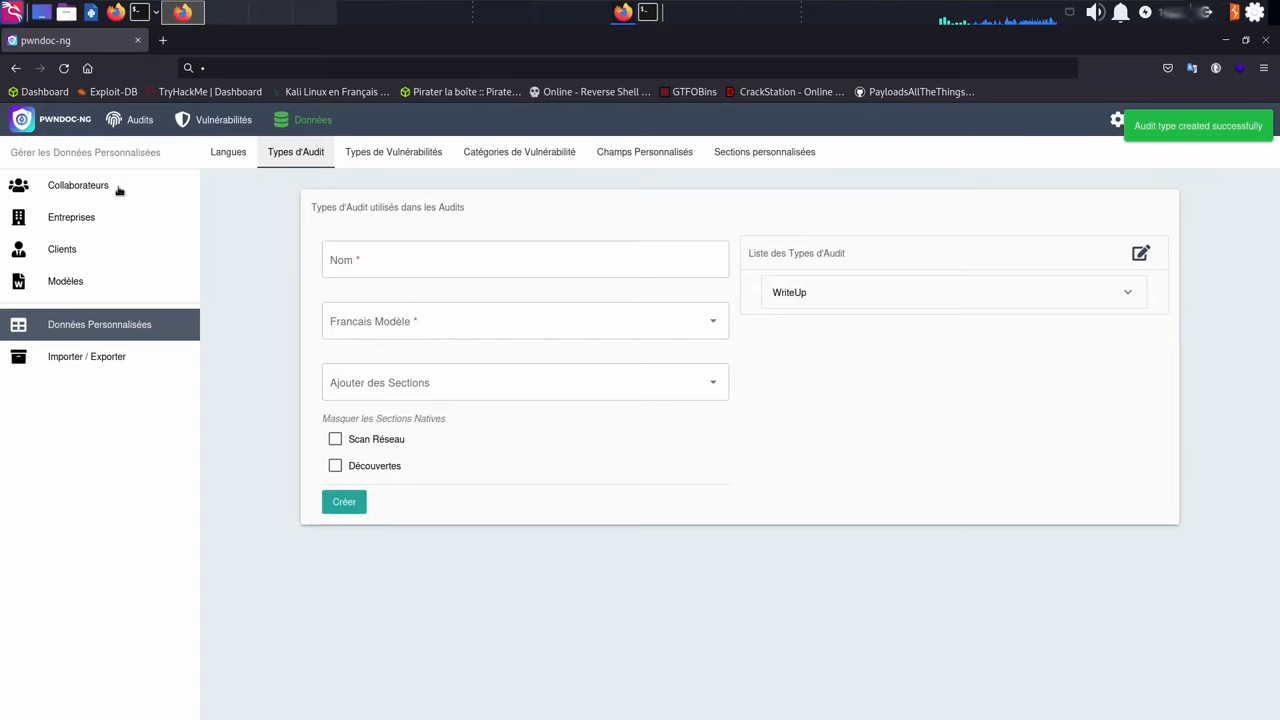 pwndoc-ng
Dashboard Exploit-DB TryHackMe | Dashboard Kali Linux en Français ... Pirater la boîte :: Pirate... Online - Reverse Shell ... GTFOBins CrackStation - Online ... PayloadsAllTheThings...
PWNDOC-NG Audits Vulnérabilités Données
Audit type created successfully
Gérer les Données Personalisées
Langues Types d'Audit Types de Vulnérabilités Catégories de Vulnérabilité Champs Personnalisés Sections personalisées
Collaborateurs
Entreprises
Clients
Modèles
Données Personalisées
Importer / Exporter
Types d'Audit utilisés dans les Audits
Nom *
Francais Modèle *
Ajouter des Sections
Masquer les Sections Natives
Scan Réseau
Découvertes
Créer
Liste des Types d'Audit
WriteUp